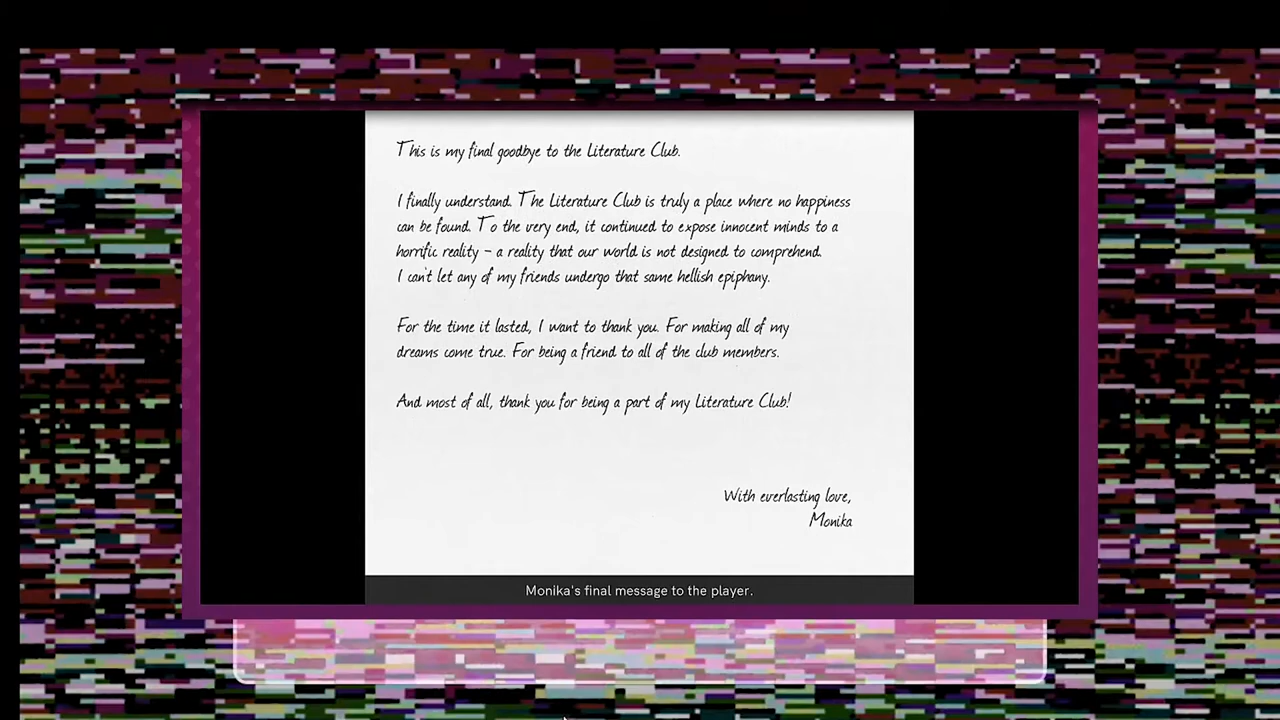 This is my final goodbye to the Literature Club.
I finally understand. The Literature Club is truly a place where no happiness
can be found. To the very end, it continued to expose innocent minds to a
horrific reality – a reality that our world is not designed to comprehend.
I can't let any of my friends undergo that same hellish epiphany.
For the time it lasted, I want to thank you. For making all of my
dreams come true. For being a friend to all of the club members.
And most of all, thank you for being a part of my Literature Club!
With everlasting love,
Monika
Monika's final message to the player.